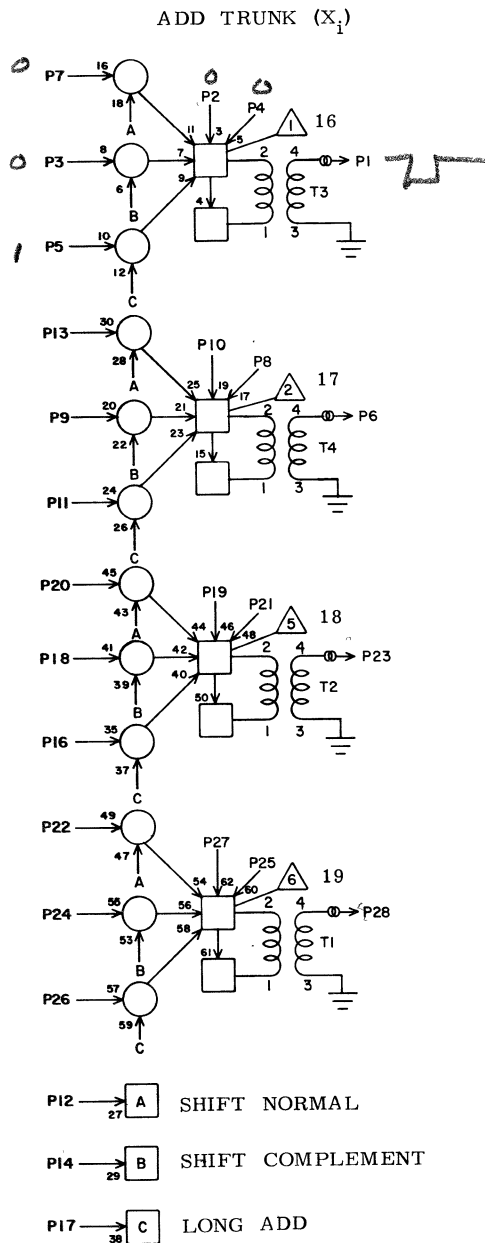 ADD TRUNK (Xi)
0
P7 16
18
A
0
P2 3
0
P4 5
11
1 16
0
P3 8
6
B
7
9
2 4 P1
T3
4
1 3
1
P5 10
12
C
P13 30
28
A
P10
19
P8
17
25
2 17
P9 20
22
B
21
23
2 4 P6
T4
15
1 3
P11 24
26
C
P20 45
43
A
P19
46
P21
48
44
5 18
P18 41
39
B
42
40
2 4 P23
T2
50
1 3
P16 35
37
C
P22 49
47
A
P27
62
P25
60
54
6 19
P24 55
53
B
56
58
2 4 P28
T1
61
1 3
P26 57
59
C
P12 27 A SHIFT NORMAL
P14 29 B SHIFT COMPLEMENT
P17 38 C LONG ADD